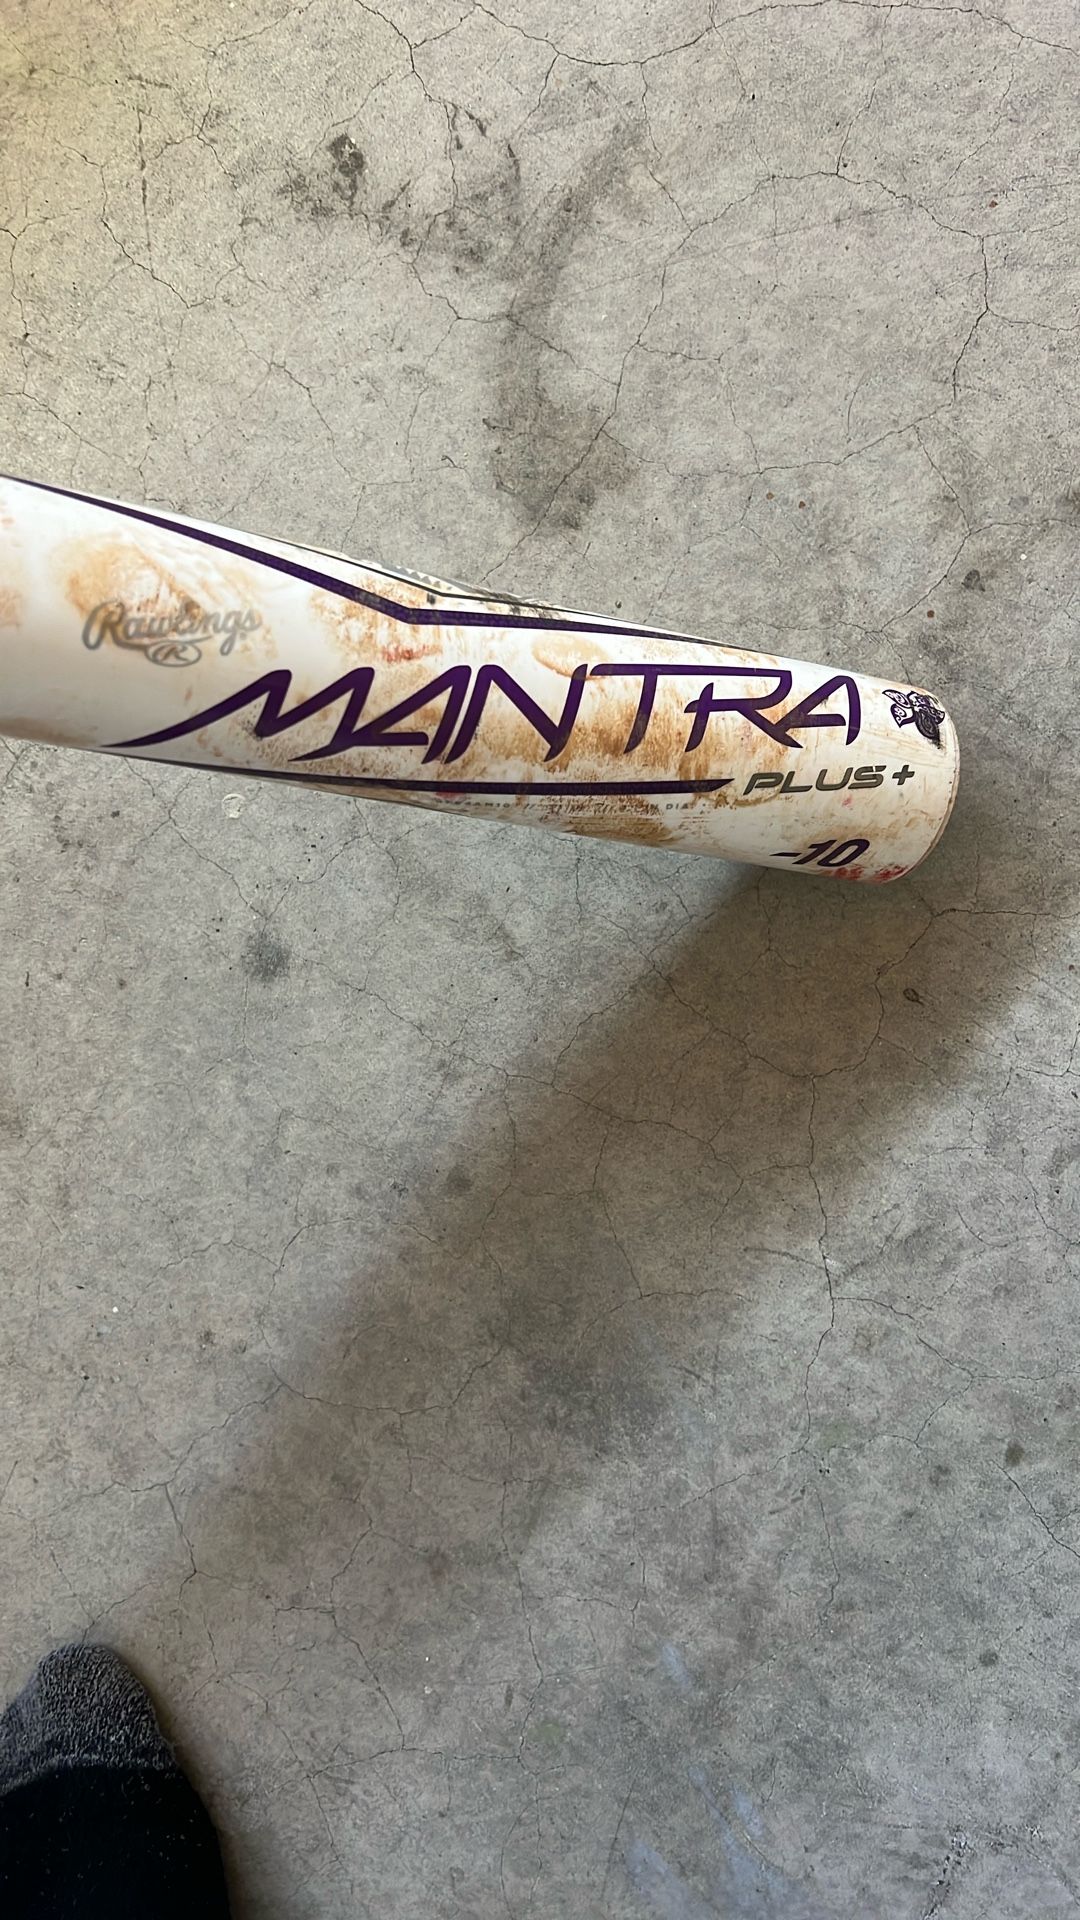 Rawlings
R
MANTRA
PLUS+
-10